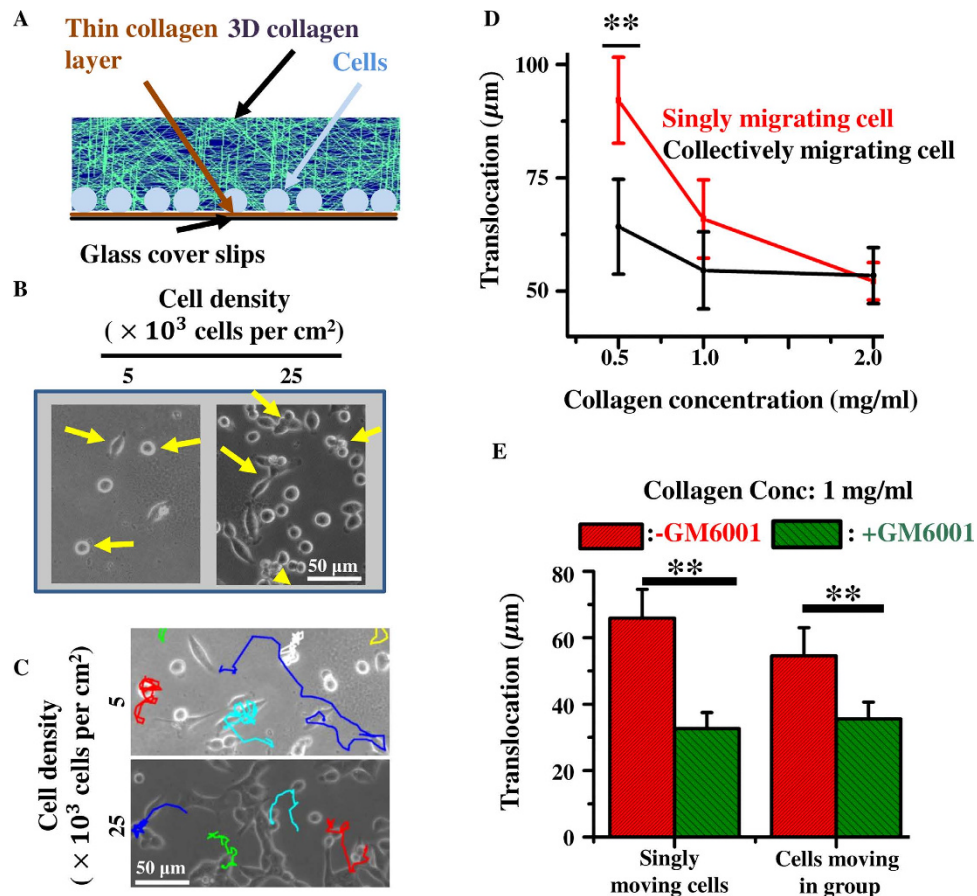 A
Thin collagen 3D collagen
layer
Cells
Glass cover slips
B
Cell density
( × 10³ cells per cm²)
5 25
50 μm
C
Cell density
( × 10³ cells per cm²)
5
25
50 μm
D
**
Translocation (μm)
100
75
50
Singly migrating cell
Collectively migrating cell
0.5 1.0 2.0
Collagen concentration (mg/ml)
E
Collagen Conc: 1 mg/ml
:-GM6001 : +GM6001
** **
Translocation (μm)
80
60
40
20
0
Singly Cells moving
moving cells in group